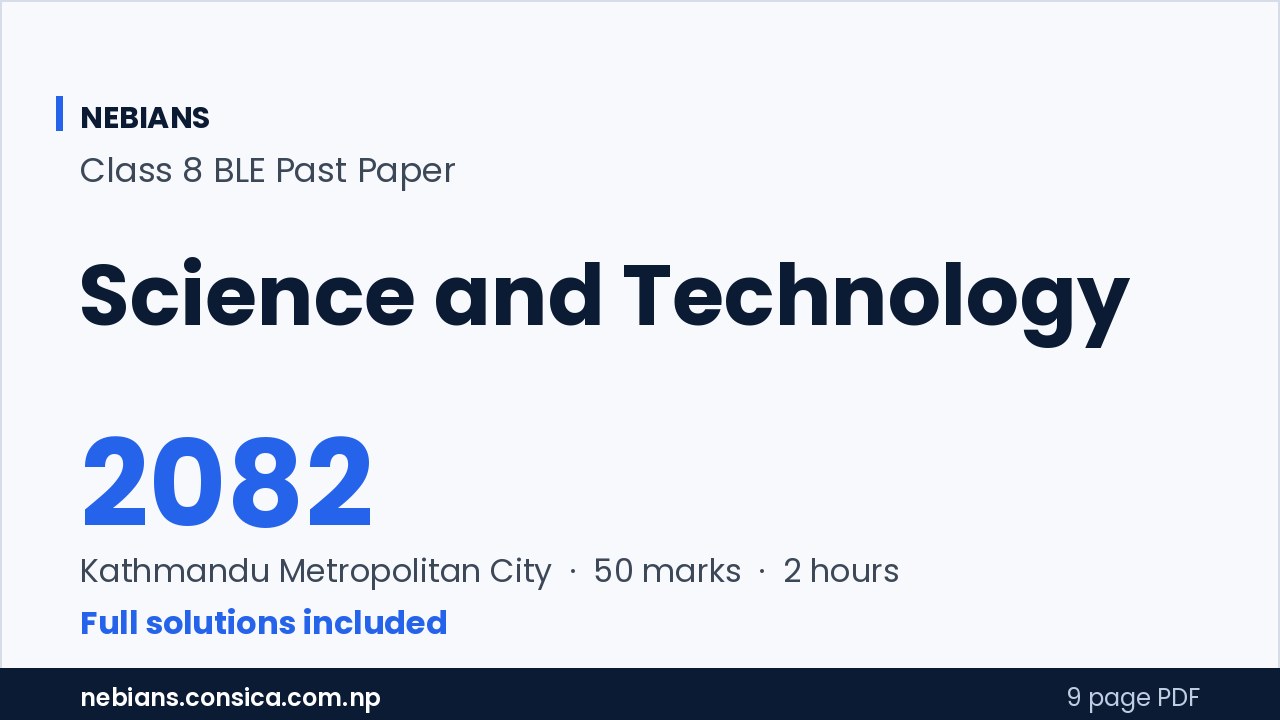 NEBIANS
Class 8 BLE Past Paper
Science and Technology
2082
Kathmandu Metropolitan City · 50 marks · 2 hours
Full solutions included
nebians.consica.com.np
9 page PDF